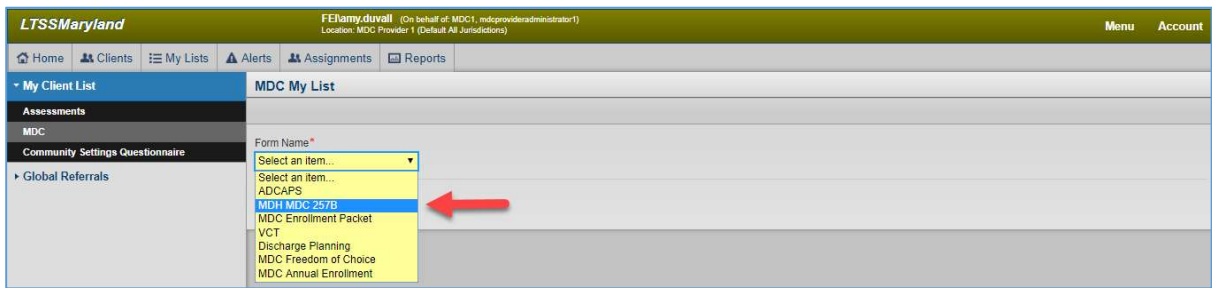 LTSSMaryland
FEI\amy.duvall (On behalf of: MDC1, mdcprovideradministrator1)
Location: MDC Provider 1 (Default All Jurisdictions)
Menu Account
Home Clients My Lists Alerts Assignments Reports
My Client List
MDC My List
Assessments
MDC
Community Settings Questionnaire
Global Referrals
Form Name*
Select an item...
Select an item...
ADCAPS
MDH MDC 257B
MDC Enrollment Packet
VCT
Discharge Planning
MDC Freedom of Choice
MDC Annual Enrollment